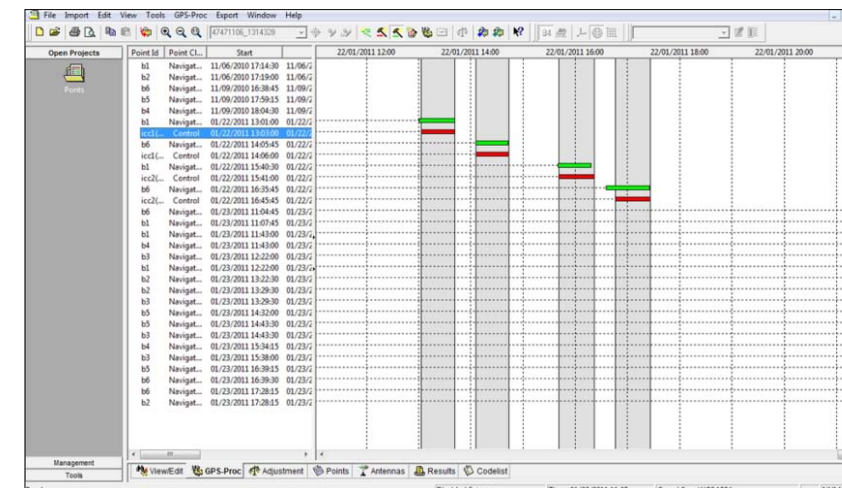 File Import Edit View Tools GPS-Proc Export Window Help
47471106_1314328
Open Projects
Ponts
Management
Tools
Point Id Point Cl... Start
b1 Navigat... 11/06/2010 17:14:30 11/06/2
b2 Navigat... 11/06/2010 17:19:00 11/06/2
b6 Navigat... 11/09/2010 16:38:45 11/09/2
b5 Navigat... 11/09/2010 17:59:15 11/09/2
b4 Navigat... 11/09/2010 18:04:30 11/09/2
b1 Navigat... 01/22/2011 13:01:00 01/22/2
icc1(... Control 01/22/2011 13:03:00 01/22/2
b6 Navigat... 01/22/2011 14:05:45 01/22/2
icc1(... Control 01/22/2011 14:06:00 01/22/2
b1 Navigat... 01/22/2011 15:40:30 01/22/2
icc2(... Control 01/22/2011 15:41:00 01/22/2
b6 Navigat... 01/22/2011 16:35:45 01/22/2
icc2(... Control 01/22/2011 16:45:45 01/22/2
b6 Navigat... 01/23/2011 11:04:45 01/23/2
b1 Navigat... 01/23/2011 11:07:45 01/23/2
b1 Navigat... 01/23/2011 11:43:00 01/23/2
b4 Navigat... 01/23/2011 11:43:00 01/23/2
b3 Navigat... 01/23/2011 12:22:00 01/23/2
b1 Navigat... 01/23/2011 12:22:00 01/23/2
b2 Navigat... 01/23/2011 13:22:30 01/23/2
b2 Navigat... 01/23/2011 13:29:30 01/23/2
b3 Navigat... 01/23/2011 13:29:30 01/23/2
b5 Navigat... 01/23/2011 14:32:00 01/23/2
b5 Navigat... 01/23/2011 14:43:30 01/23/2
b3 Navigat... 01/23/2011 14:43:30 01/23/2
b4 Navigat... 01/23/2011 15:34:15 01/23/2
b3 Navigat... 01/23/2011 15:38:00 01/23/2
b5 Navigat... 01/23/2011 16:39:15 01/23/2
b6 Navigat... 01/23/2011 16:39:30 01/23/2
b6 Navigat... 01/23/2011 17:28:15 01/23/2
b2 Navigat... 01/23/2011 17:28:15 01/23/2
22/01/2011 12:00 22/01/2011 14:00 22/01/2011 16:00 22/01/2011 18:00 22/01/2011 20:00
View/Edit GPS-Proc Adjustment Points Antennas Results Codelist